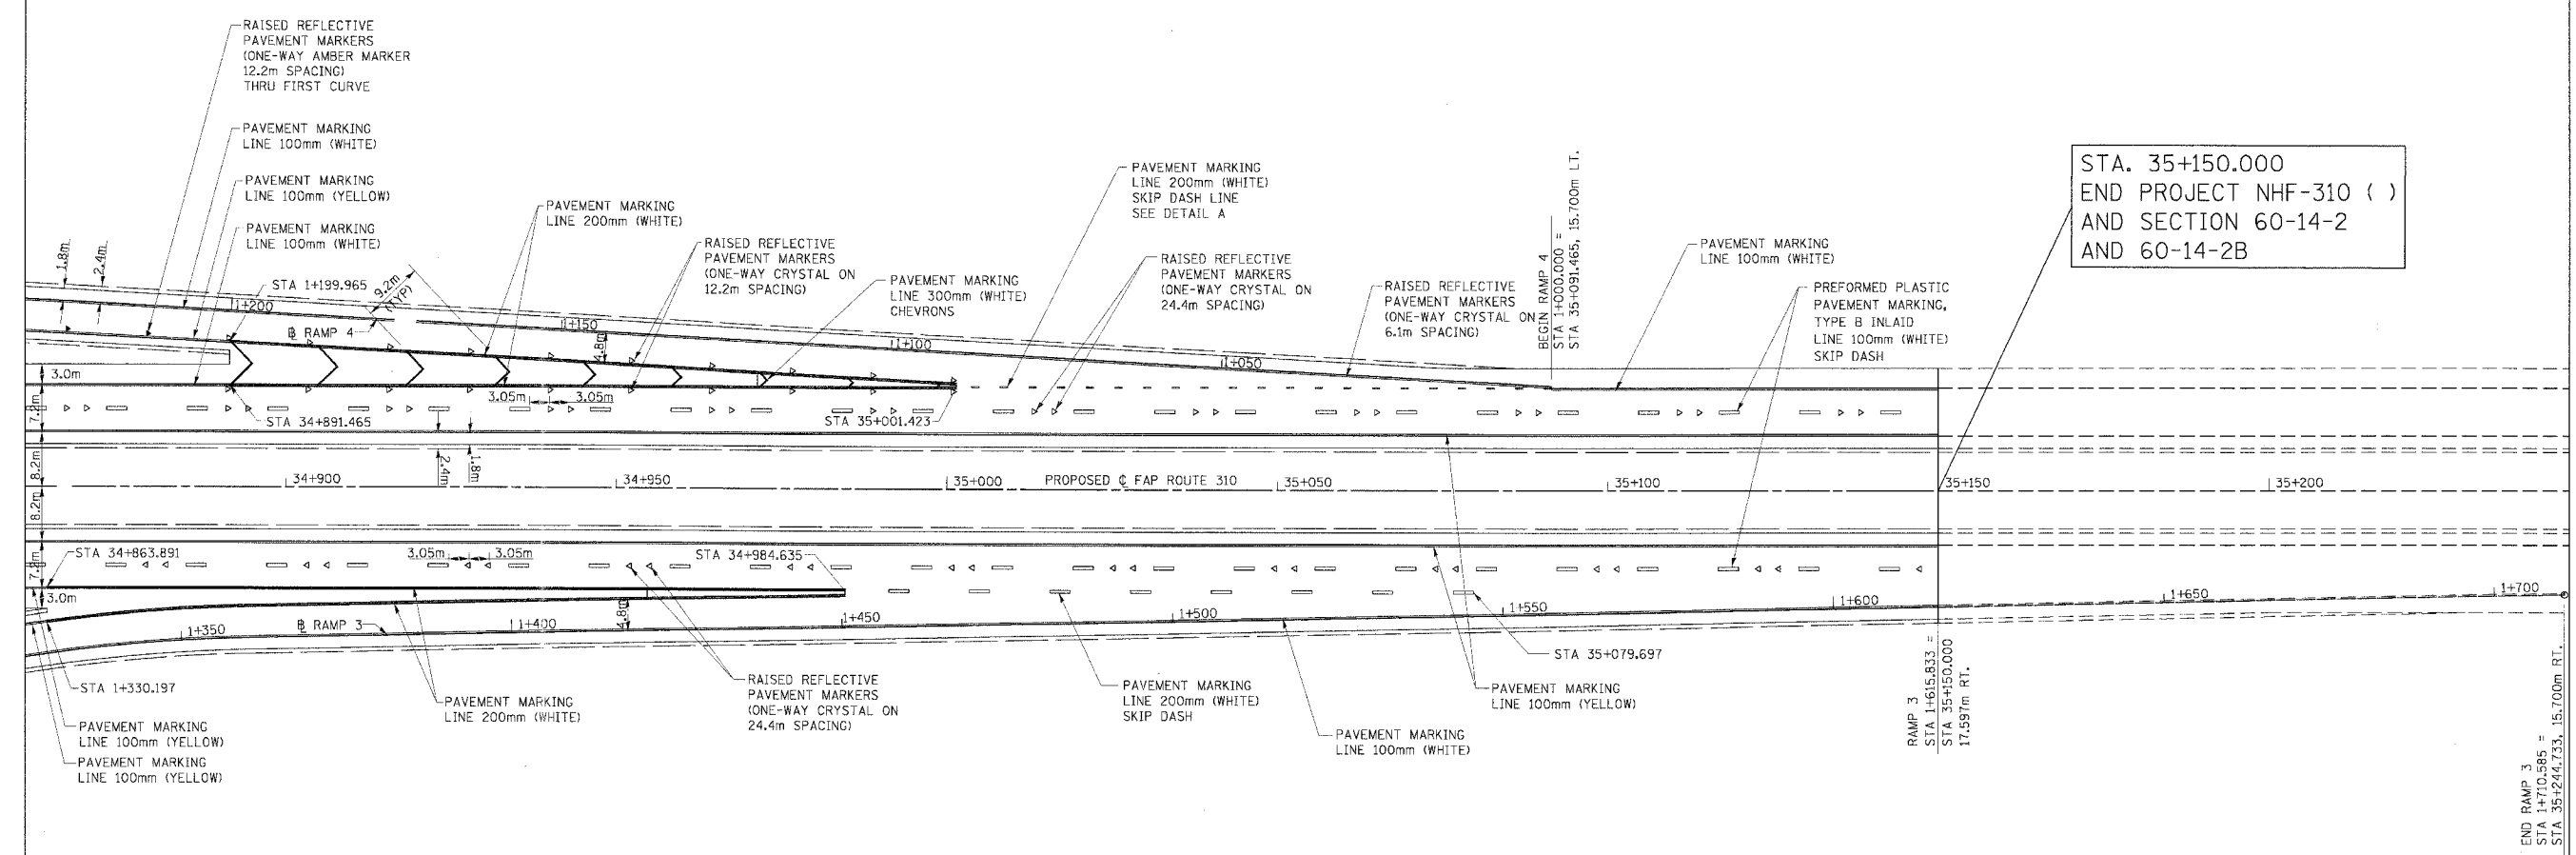 RAISED REFLECTIVE
PAVEMENT MARKERS
(ONE-WAY AMBER MARKER
12.2m SPACING)
THRU FIRST CURVE
PAVEMENT MARKING
LINE 100mm (WHITE)
PAVEMENT MARKING
LINE 100mm (YELLOW)
PAVEMENT MARKING
LINE 100mm (WHITE)
PAVEMENT MARKING
LINE 200mm (WHITE)
RAISED REFLECTIVE
PAVEMENT MARKERS
(ONE-WAY CRYSTAL ON
12.2m SPACING)
PAVEMENT MARKING
LINE 300mm (WHITE)
CHEVRONS
PAVEMENT MARKING
LINE 200mm (WHITE)
SKIP DASH LINE
SEE DETAIL A
RAISED REFLECTIVE
PAVEMENT MARKERS
(ONE-WAY CRYSTAL ON
24.4m SPACING)
RAISED REFLECTIVE
PAVEMENT MARKERS
(ONE-WAY CRYSTAL ON
6.1m SPACING)
BEGIN RAMP 4
STA 1+000.000 =
STA 35+091.465, 15.700m LT.
PAVEMENT MARKING
LINE 100mm (WHITE)
PREFORMED PLASTIC
PAVEMENT MARKING,
TYPE B INLAID
LINE 100mm (WHITE)
SKIP DASH
STA. 35+150.000
END PROJECT NHF-310 ( )
AND SECTION 60-14-2
AND 60-14-2B
1.8m
2.4m
STA 1+199.965
9.2m
(TYP)
1+200
℄ RAMP 4
1+150
4.8m
1+100
1+050
3.0m
7.2m
3.05m
3.05m
STA 34+891.465
STA 35+001.423
8.2m
2.4m
1.8m
34+900
34+950
35+000
PROPOSED ℄ FAP ROUTE 310
35+050
35+100
35+150
35+200
8.2m
7.2m
STA 34+863.891
3.05m
3.05m
STA 34+984.635
3.0m
1+350
℄ RAMP 3
1+400
4.8m
1+450
1+500
1+550
1+600
1+650
1+700
STA 1+330.197
STA 35+079.697
PAVEMENT MARKING
LINE 100mm (YELLOW)
PAVEMENT MARKING
LINE 100mm (YELLOW)
PAVEMENT MARKING
LINE 200mm (WHITE)
RAISED REFLECTIVE
PAVEMENT MARKERS
(ONE-WAY CRYSTAL ON
24.4m SPACING)
PAVEMENT MARKING
LINE 200mm (WHITE)
SKIP DASH
PAVEMENT MARKING
LINE 100mm (WHITE)
PAVEMENT MARKING
LINE 100mm (YELLOW)
RAMP 3
STA 1+615.833 =
STA 35+150.000
17.597m RT.
END RAMP 3
STA 1+710.585 =
STA 35+244.733, 15.700m RT.